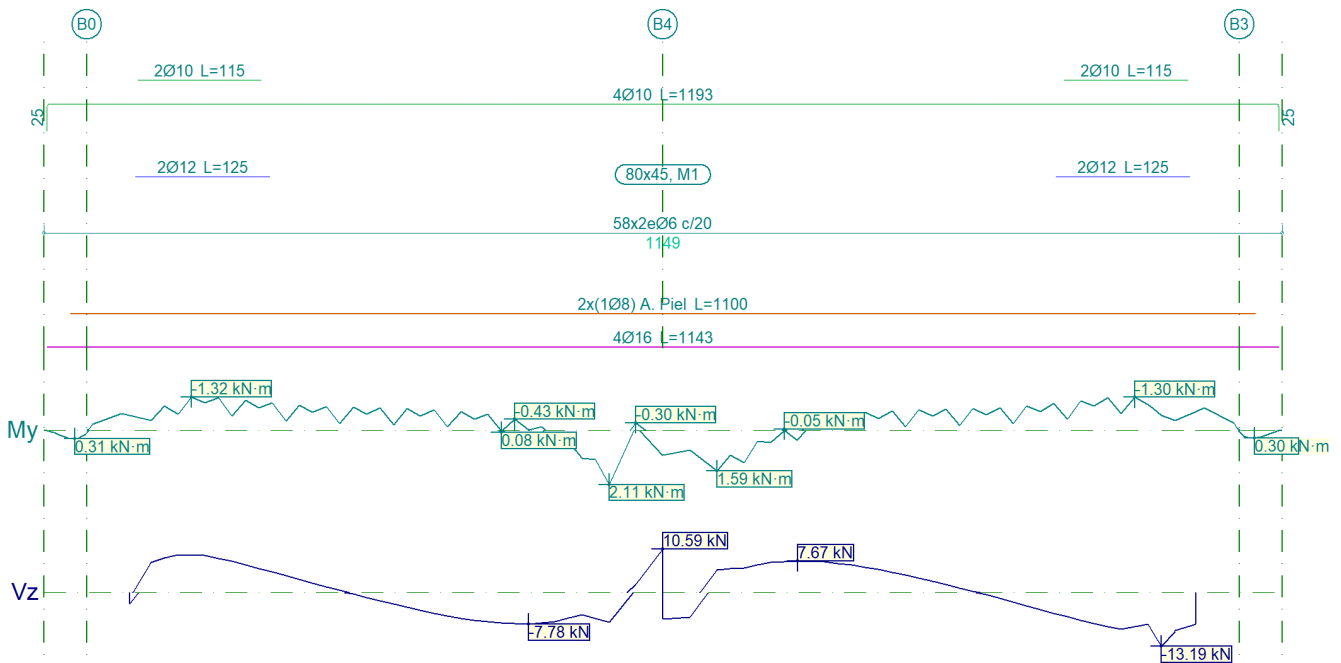 B0 B4 B3
2Ø10 L=115 2Ø10 L=115
4Ø10 L=1193
25 25
2Ø12 L=125 80x45, M1 2Ø12 L=125
58x2eØ6 c/20
1149
2x(1Ø8) A. Piel L=1100
4Ø16 L=1143
-1.32 kN·m -1.30 kN·m
-0.43 kN·m -0.30 kN·m -0.05 kN·m
My 0.31 kN·m 0.08 kN·m 0.30 kN·m
2.11 kN·m 1.59 kN·m
10.59 kN 7.67 kN
Vz
-7.78 kN -13.19 kN